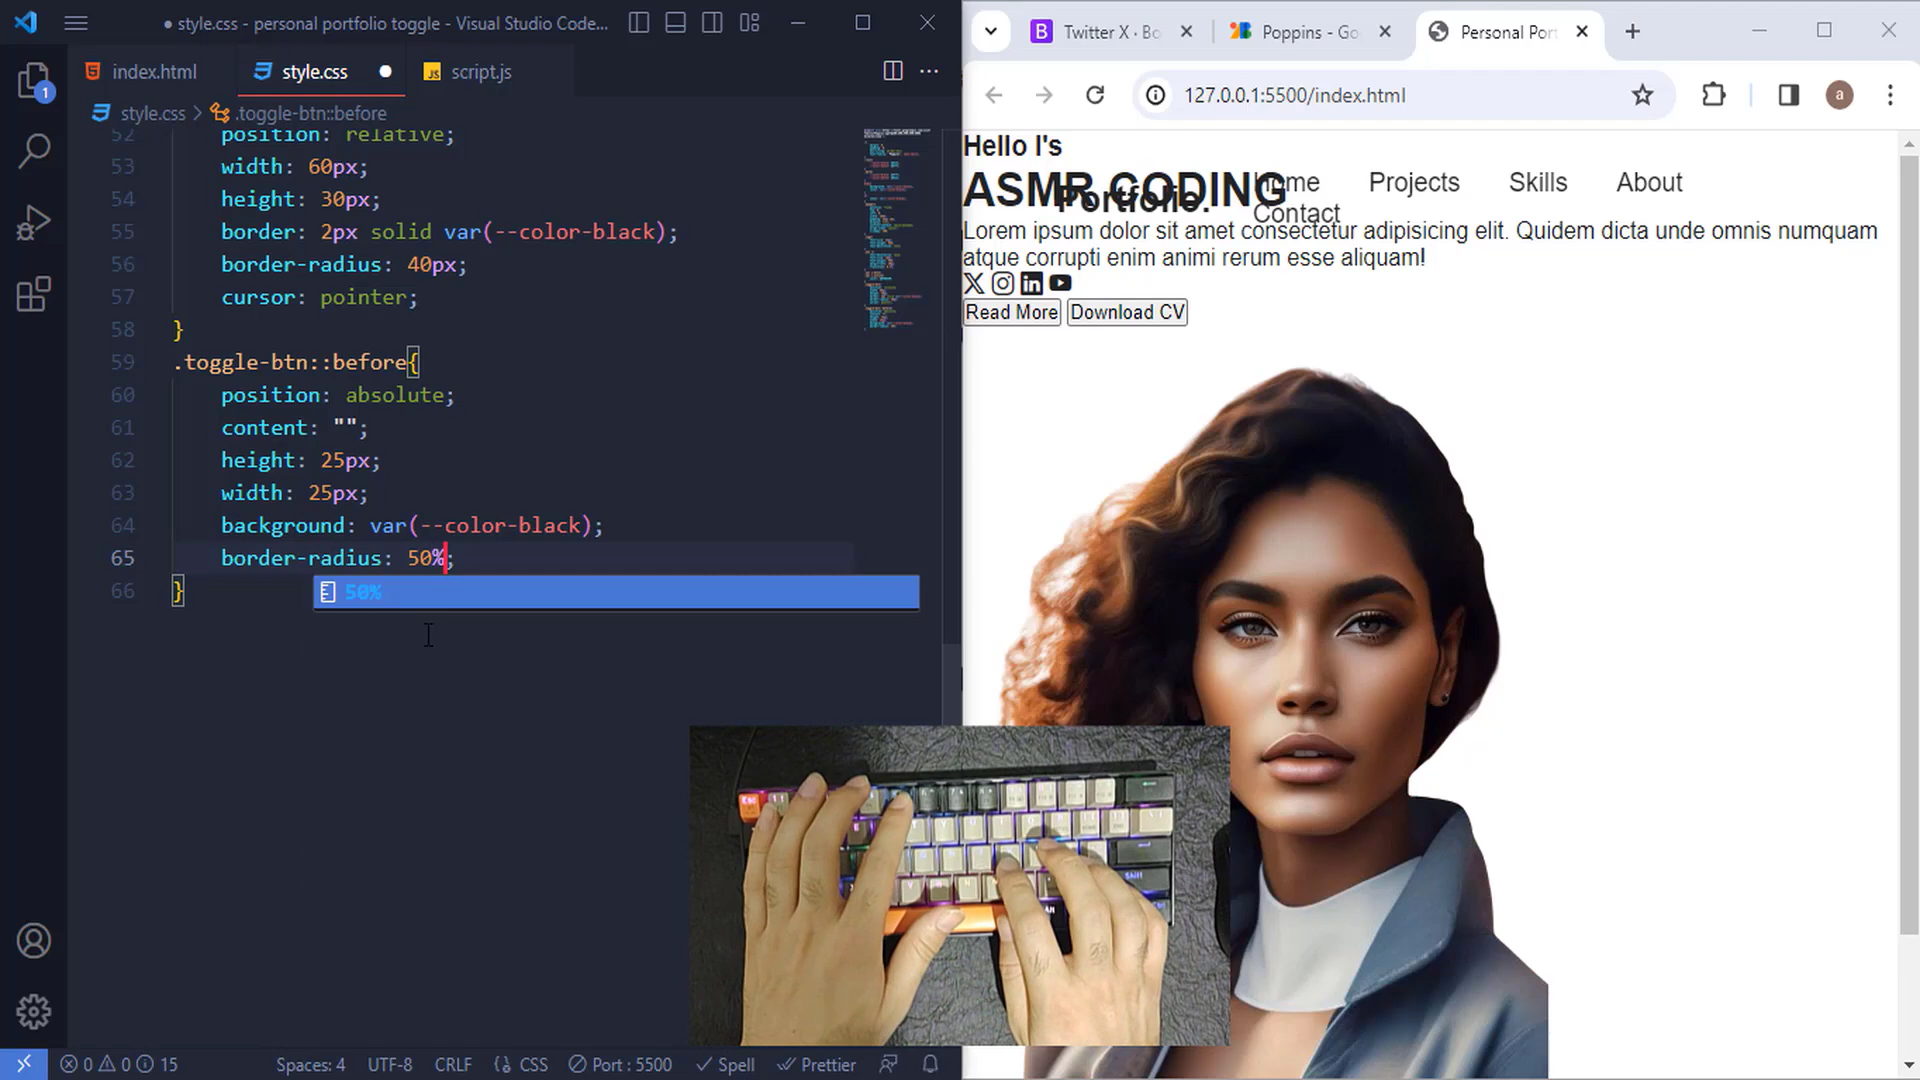 style.css - personal portfolio toggle - Visual Studio Code...
index.html
style.css
script.js
style.css > .toggle-btn::before
52 position: relative;
53 width: 60px;
54 height: 30px;
55 border: 2px solid var(--color-black);
56 border-radius: 40px;
57 cursor: pointer;
58 }
59 .toggle-btn::before{
60 position: absolute;
61 content: "";
62 height: 25px;
63 width: 25px;
64 background: var(--color-black);
65 border-radius: 50%;
66 }
50%
1
0 0 15
Spaces: 4
UTF-8
CRLF
CSS
Port : 5500
Spell
Prettier
Twitter X · Bo
Poppins - Go
Personal Port
127.0.0.1:5500/index.html
a
Hello I's
ASMR CODING
Portfolio.
Home Projects Skills About
Contact
Lorem ipsum dolor sit amet consectetur adipisicing elit. Quidem dicta unde omnis numquam
atque corrupti enim animi rerum esse aliquam!
Read More
Download CV
Esc
Shift